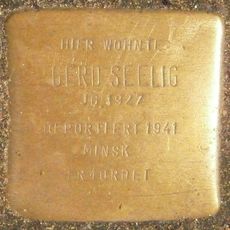 HIER WOHNTE
GERD SEELIG
JG. 1927
DEPORTIERT 1941
MINSK
ERMORDET